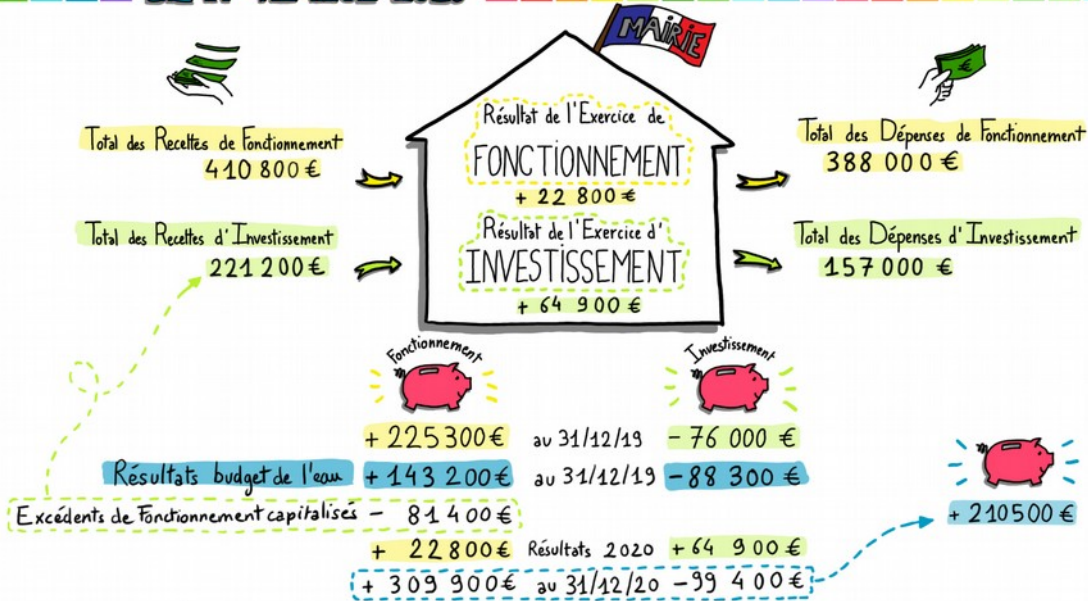 MAIRIE
Total des Recettes de Fonctionnement
410 800 €
Résultat de l'Exercice de
FONCTIONNEMENT
+ 22 800 €
Total des Dépenses de Fonctionnement
388 000 €
Total des Recettes d'Investissement
221 200 €
Résultat de l'Exercice d'
INVESTISSEMENT
+ 64 900 €
Total des Dépenses d'Investissement
157 000 €
Fonctionnement
Investissement
+ 225300 € au 31/12/19 - 76 000 €
Résultats budget de l'eau + 143 200 € au 31/12/19 - 88 300 €
Excédents de Fonctionnement capitalisés - 81 400 €
+ 210500 €
+ 22 800 € Résultats 2020 + 64 900 €
+ 309 900 € au 31/12/20 - 99 400 €